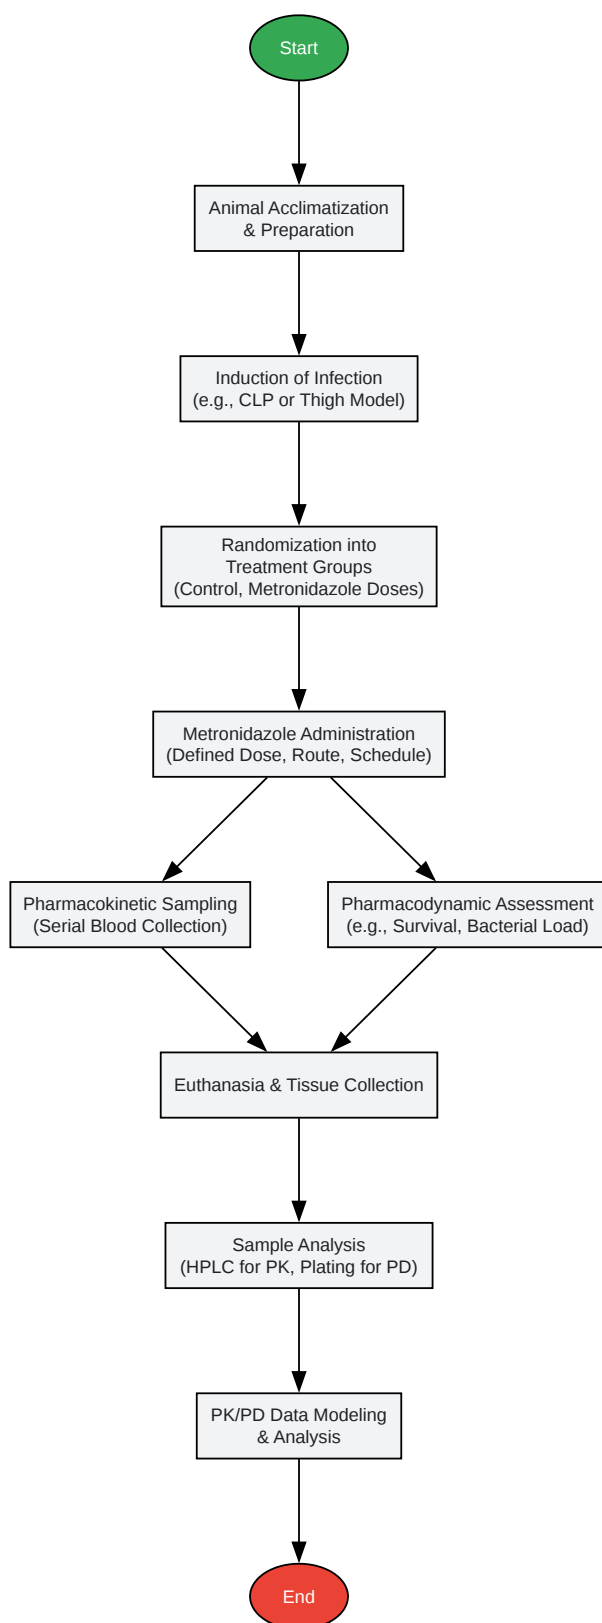 Start
Animal Acclimatization
& Preparation
Induction of Infection
(e.g., CLP or Thigh Model)
Randomization into
Treatment Groups
(Control, Metronidazole Doses)
Metronidazole Administration
(Defined Dose, Route, Schedule)
Pharmacokinetic Sampling
(Serial Blood Collection)
Pharmacodynamic Assessment
(e.g., Survival, Bacterial Load)
Euthanasia & Tissue Collection
Sample Analysis
(HPLC for PK, Plating for PD)
PK/PD Data Modeling
& Analysis
End